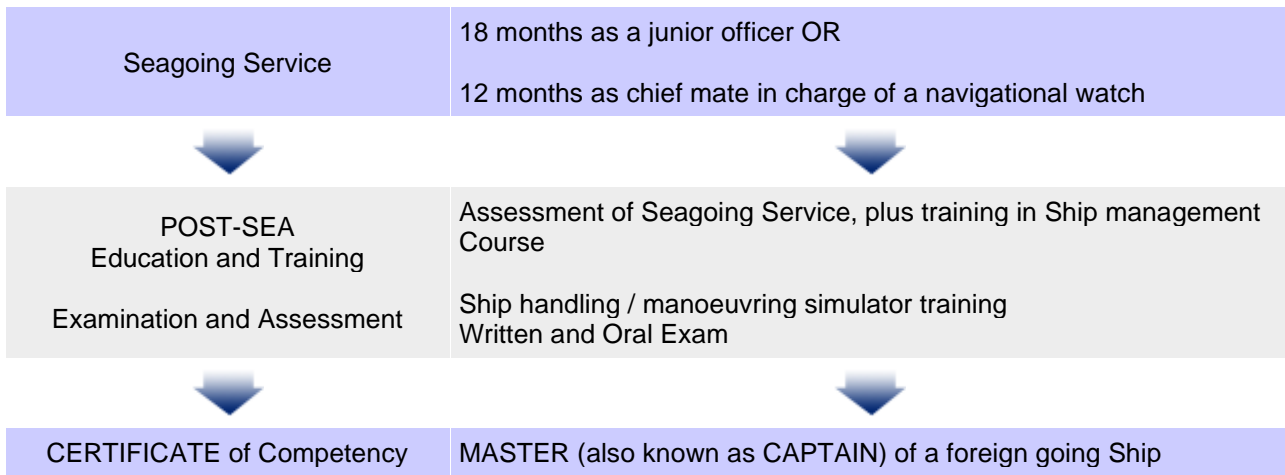 Seagoing Service
18 months as a junior officer OR
12 months as chief mate in charge of a navigational watch
POST-SEA
Education and Training
Examination and Assessment
Assessment of Seagoing Service, plus training in Ship management
Course
Ship handling / manoeuvring simulator training
Written and Oral Exam
CERTIFICATE of Competency
MASTER (also known as CAPTAIN) of a foreign going Ship